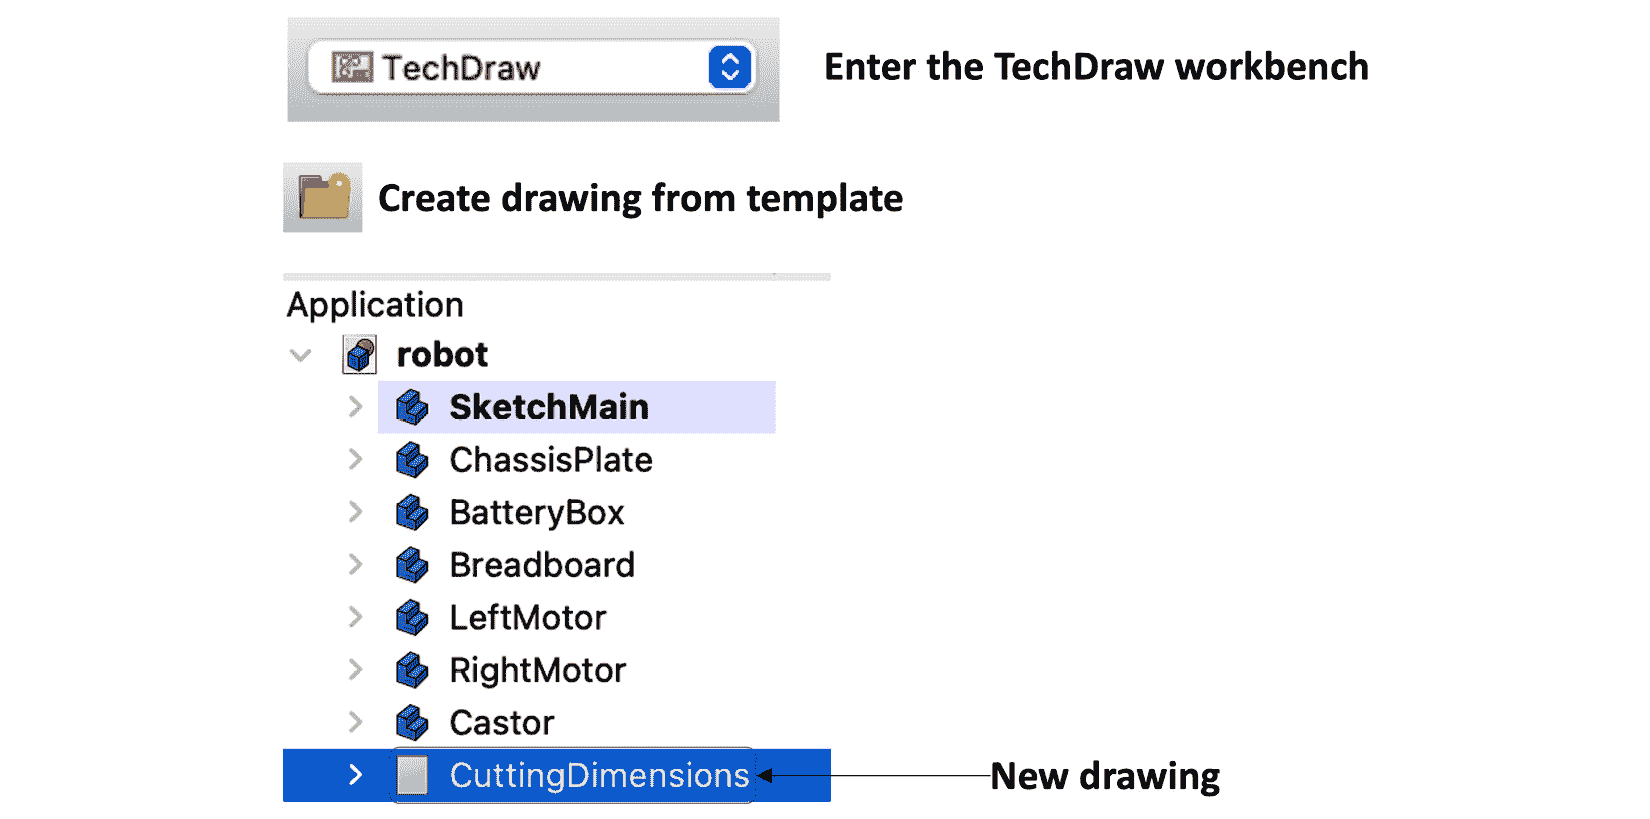 TechDraw
Enter the TechDraw workbench
Create drawing from template
Application
robot
SketchMain
ChassisPlate
BatteryBox
Breadboard
LeftMotor
RightMotor
Castor
CuttingDimensions
New drawing